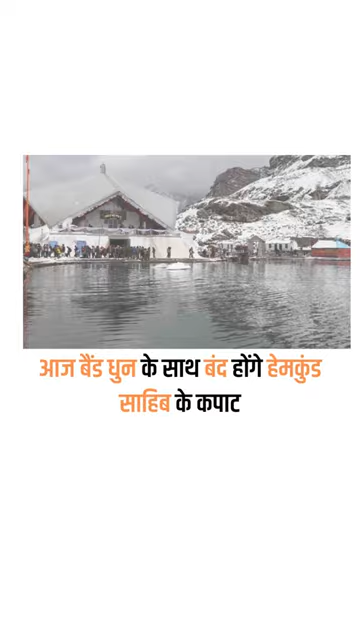 आज बैंड धुन के साथ बंद होंगे हेमकुंड
साहिब के कपाट